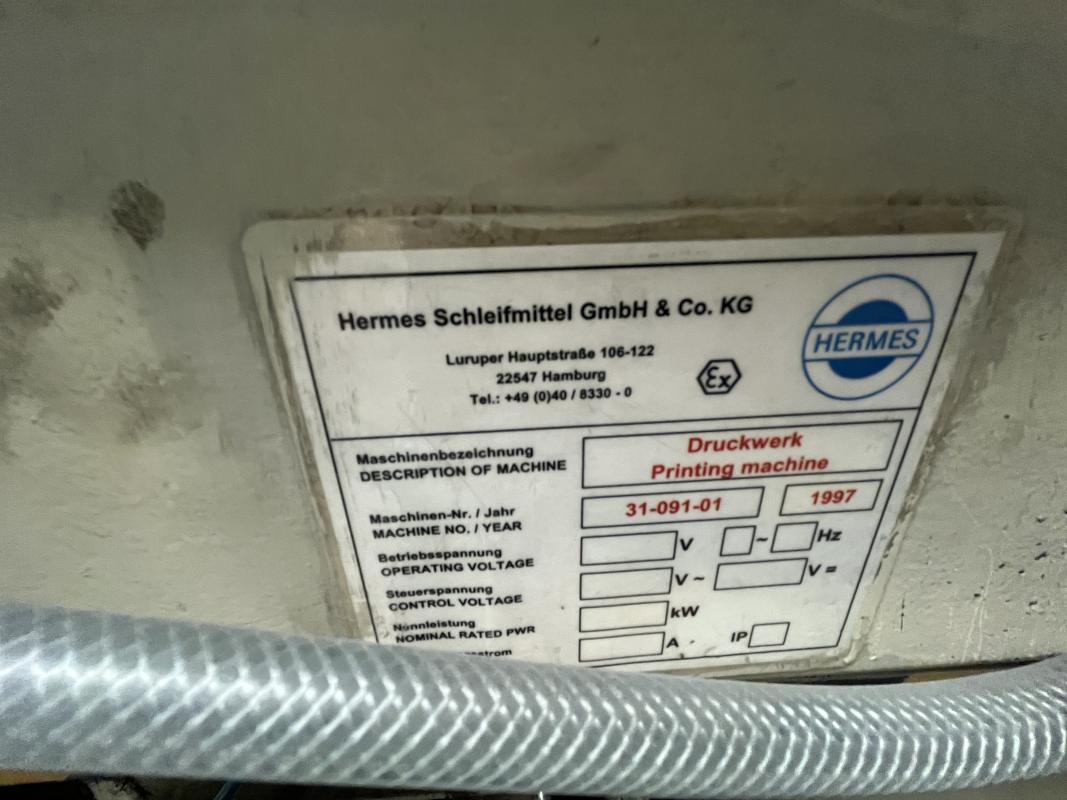 Hermes Schleifmittel GmbH & Co. KG
Luruper Hauptstraße 106-122
22547 Hamburg
Tel.: +49 (0)40 / 8330 - 0
Ex
HERMES
Maschinenbezeichnung
DESCRIPTION OF MACHINE
Druckwerk
Printing machine
Maschinen-Nr. / Jahr
MACHINE NO. / YEAR
31-091-01 1997
Betriebsspannung
OPERATING VOLTAGE
V ~ Hz
Steuerspannung
CONTROL VOLTAGE
V ~ V =
Nennleistung
NOMINAL RATED PWR
kW
A IP